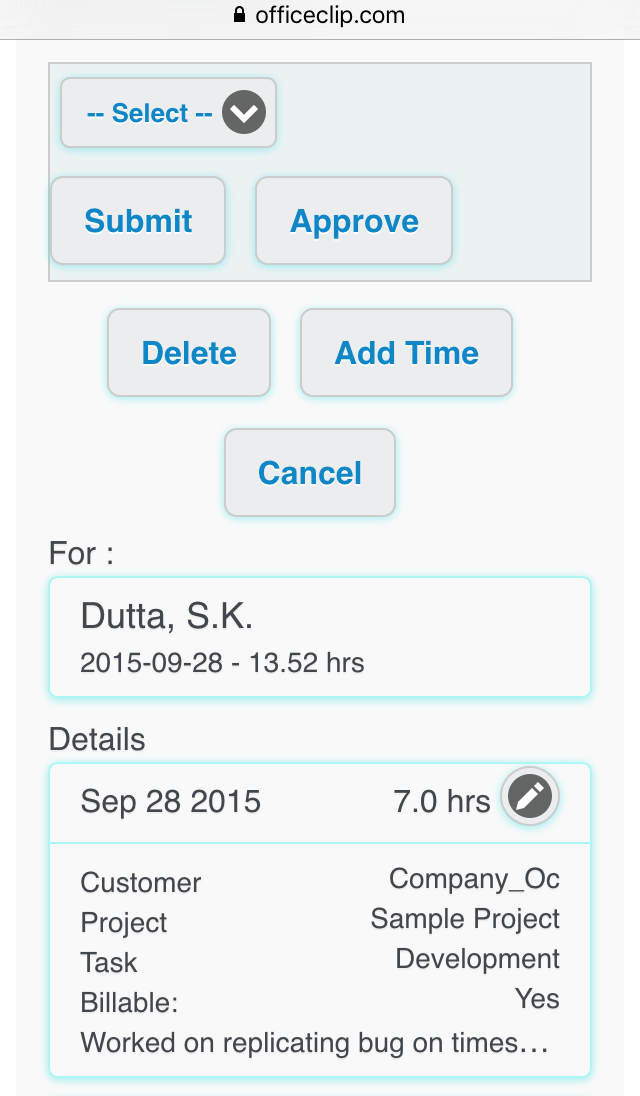 officeclip.com
-- Select --
Submit Approve
Delete Add Time
Cancel
For :
Dutta, S.K.
2015-09-28 - 13.52 hrs
Details
Sep 28 2015 7.0 hrs
Customer Company_Oc
Project Sample Project
Task Development
Billable: Yes
Worked on replicating bug on times...